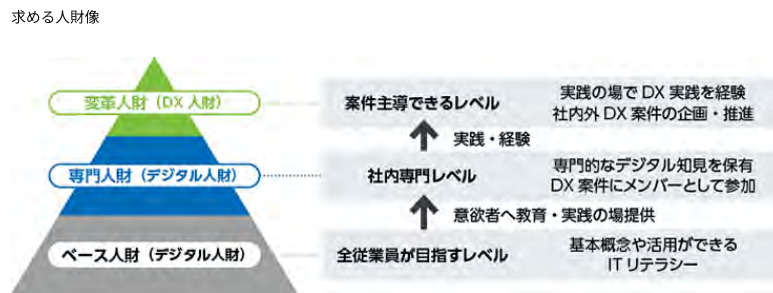 求める人財像
変革人財（DX 人財）
案件主導できるレベル
実践の場で DX 実践を経験
社内外 DX 案件の企画・推進
実践・経験
専門人財（デジタル人財）
社内専門レベル
専門的なデジタル知見を保有
DX 案件にメンバーとして参加
意欲者へ教育・実践の場提供
ベース人財（デジタル人財）
全従業員が目指すレベル
基本概念や活用ができる
IT リテラシー